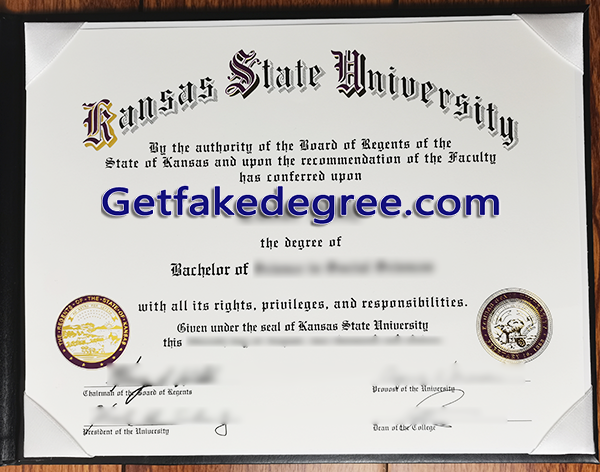 Kansas State University
By the authority of the Board of Regents of the
State of Kansas and upon the recommendation of the Faculty
has conferred upon
Getfakedegree.com
the degree of
Bachelor of
with all its rights, privileges, and responsibilities.
Given under the seal of Kansas State University
this
Chairman of the Board of Regents
Provost of the University
President of the University
Dean of the College